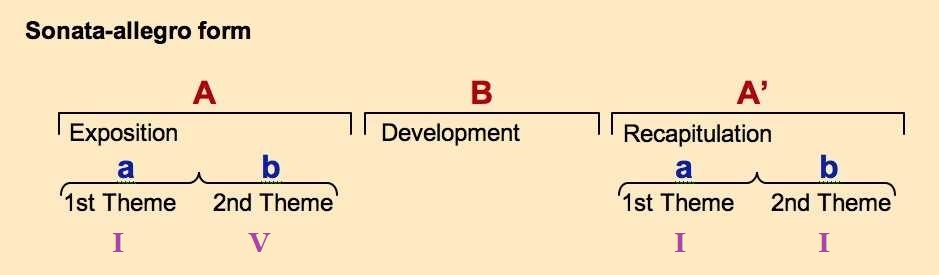 Sonata-allegro form
A B A’
Exposition Development Recapitulation
a b a b
1st Theme 2nd Theme 1st Theme 2nd Theme
I V I I